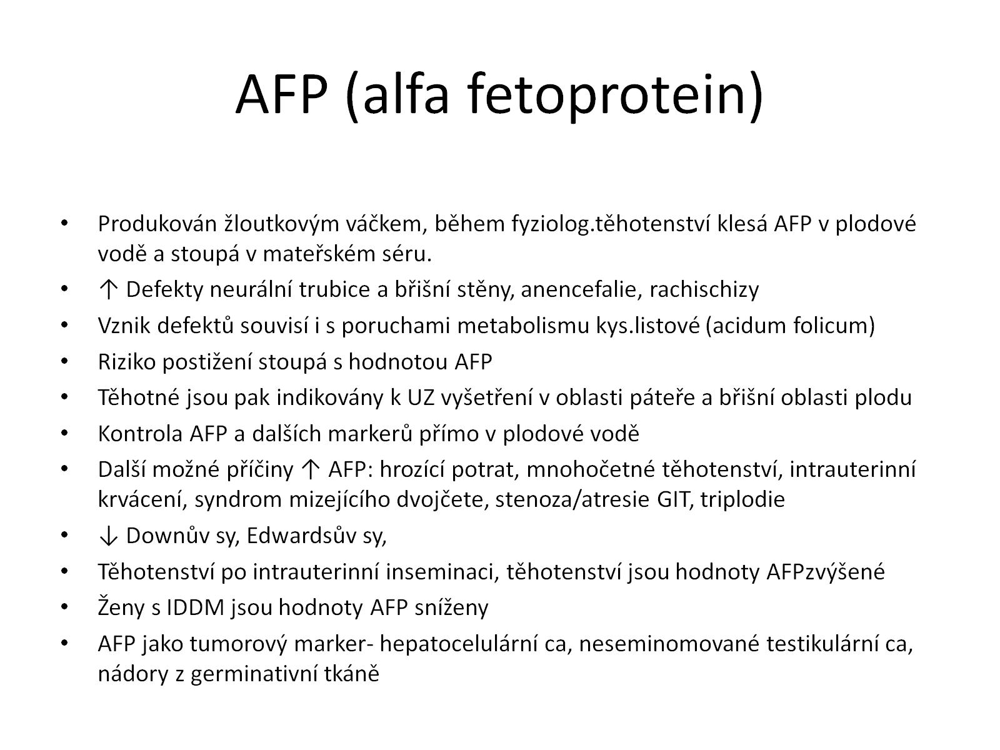 AFP (alfa fetoprotein)
• Produkován žloutkovým váčkem, během fyziolog.těhotenství klesá AFP v plodové
vodě a stoupá v mateřském séru.
• ↑ Defekty neurální trubice a břišní stěny, anencefalie, rachischizy
• Vznik defektů souvisí i s poruchami metabolismu kys.listové (acidum folicum)
• Riziko postižení stoupá s hodnotou AFP
• Těhotné jsou pak indikovány k UZ vyšetření v oblasti páteře a břišní oblasti plodu
• Kontrola AFP a dalších markerů přímo v plodové vodě
• Další možné příčiny ↑ AFP: hrozící potrat, mnohočetné těhotenství, intrauterinní
krvácení, syndrom mizejícího dvojčete, stenoza/atresie GIT, triplodie
• ↓ Downův sy, Edwardsův sy,
• Těhotenství po intrauterinní inseminaci, těhotenství jsou hodnoty AFPzvýšené
• Ženy s IDDM jsou hodnoty AFP sníženy
• AFP jako tumorový marker- hepatocelulární ca, neseminomované testikulární ca,
nádory z germinativní tkáně